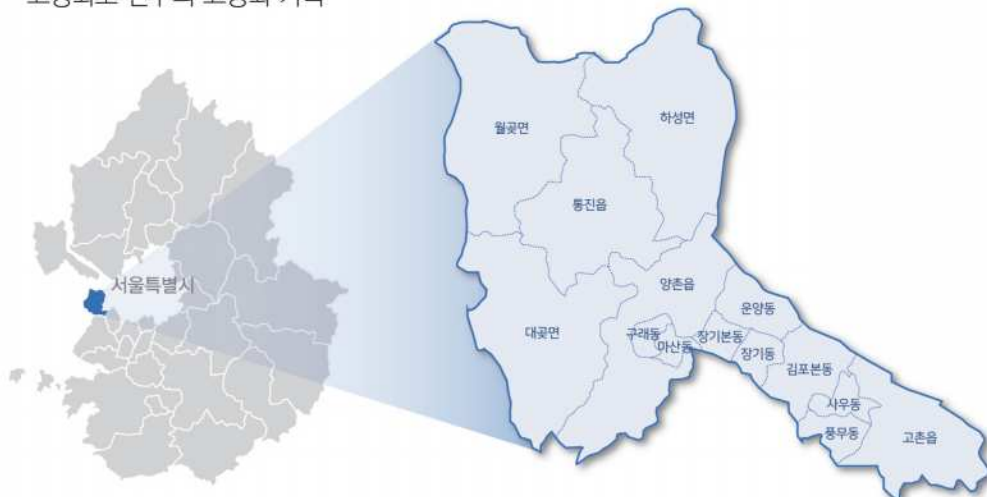 서울특별시
월곶면
하성면
통진읍
양촌읍
운양동
대곶면
구래동
마산동
장기본동
장기동
김포본동
사우동
풍무동
고촌읍